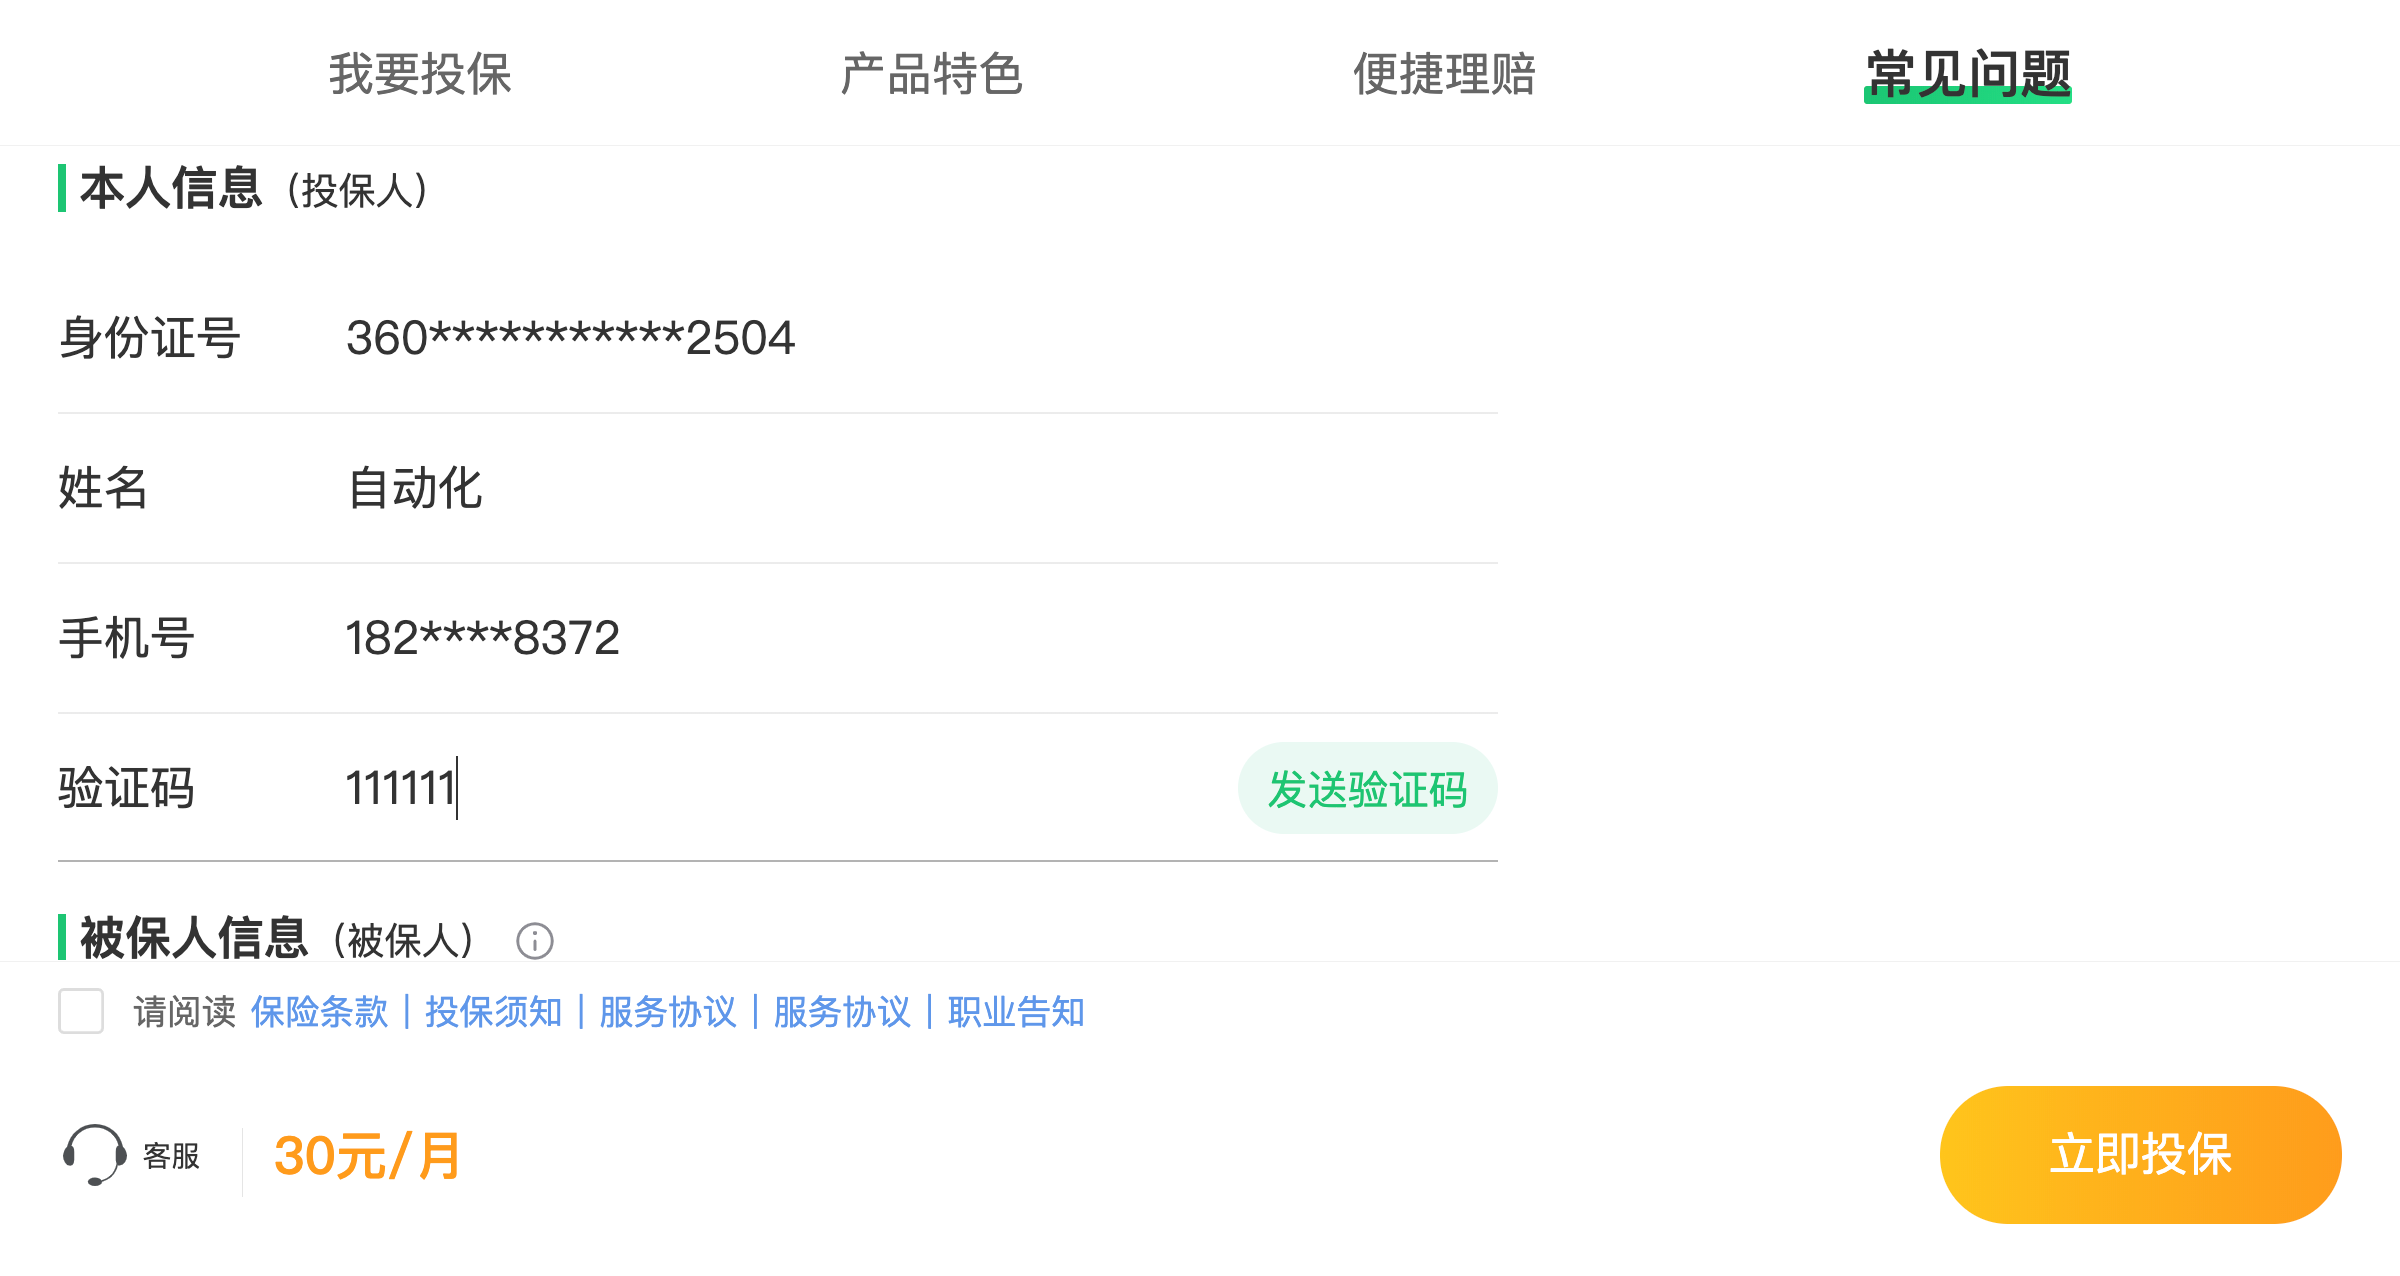 我要投保 产品特色 便捷理赔 常见问题
本人信息（投保人）
身份证号 360***********2504
姓名 自动化
手机号 182****8372
验证码 111111 发送验证码
被保人信息（被保人）
请阅读 保险条款 | 投保须知 | 服务协议 | 服务协议 | 职业告知
客服 30元/月 立即投保